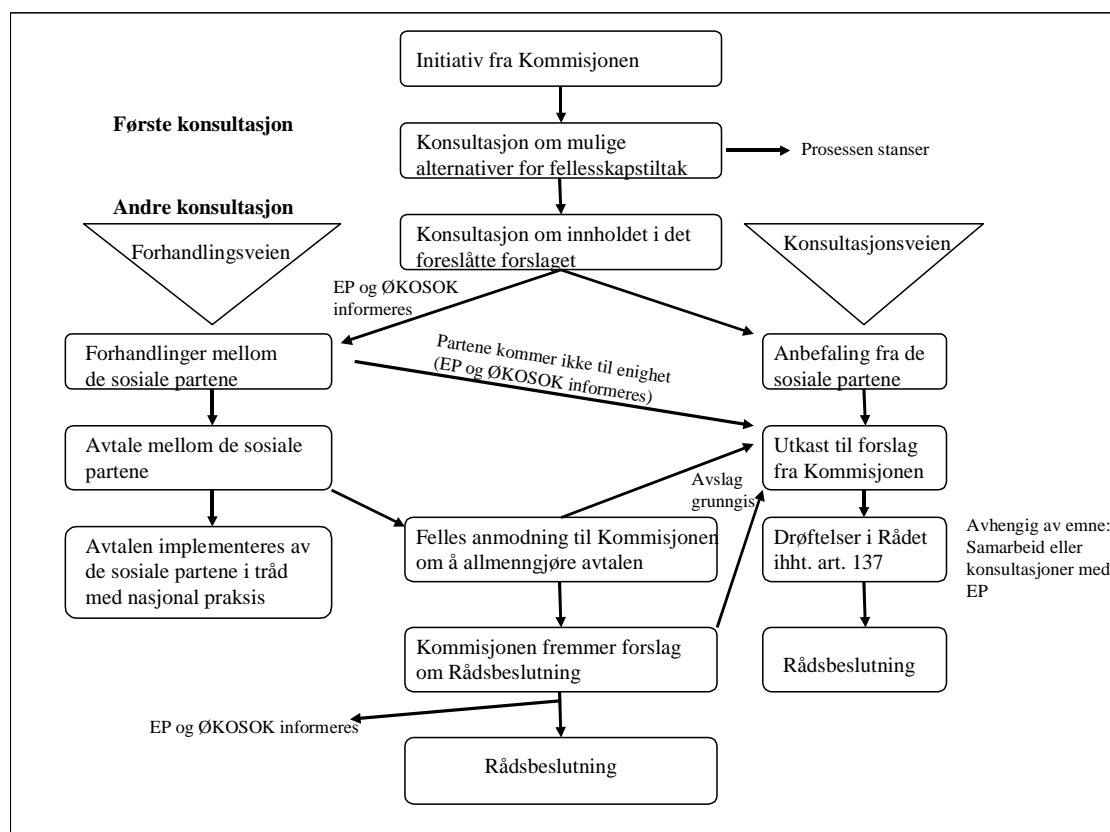 Initiativ fra Kommisjonen
Første konsultasjon
Konsultasjon om mulige
alternativer for fellesskapstiltak
Prosessen stanser
Andre konsultasjon
Forhandlingsveien
Konsultasjon om innholdet i det
foreslåtte forslaget
Konsultasjonsveien
EP og ØKOSOK
informeres
Forhandlinger mellom
de sosiale partene
Partene kommer ikke til enighet
(EP og ØKOSOK informeres)
Anbefaling fra de
sosiale partene
Avtale mellom de sosiale
partene
Utkast til forslag
fra Kommisjonen
Avslag
grunngis
Avtalen implementeres av
de sosiale partene i tråd
med nasjonal praksis
Felles anmodning til Kommisjonen
om å allmenngjøre avtalen
Drøftelser i Rådet
ihht. art. 137
Avhengig av emne:
Samarbeid eller
konsultasjoner med
EP
Kommisjonen fremmer forslag
om Rådsbeslutning
Rådsbeslutning
EP og ØKOSOK informeres
Rådsbeslutning